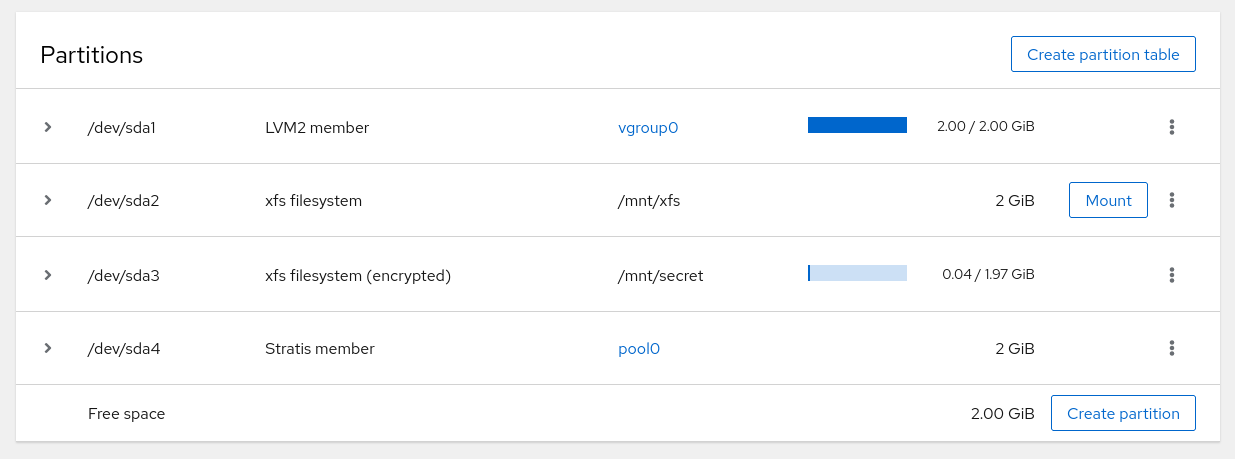 Partitions Create partition table
/dev/sda1 LVM2 member vgroup0 2.00 / 2.00 GiB
/dev/sda2 xfs filesystem /mnt/xfs 2 GiB Mount
/dev/sda3 xfs filesystem (encrypted) /mnt/secret 0.04 / 1.97 GiB
/dev/sda4 Stratis member pool0 2 GiB
Free space 2.00 GiB Create partition